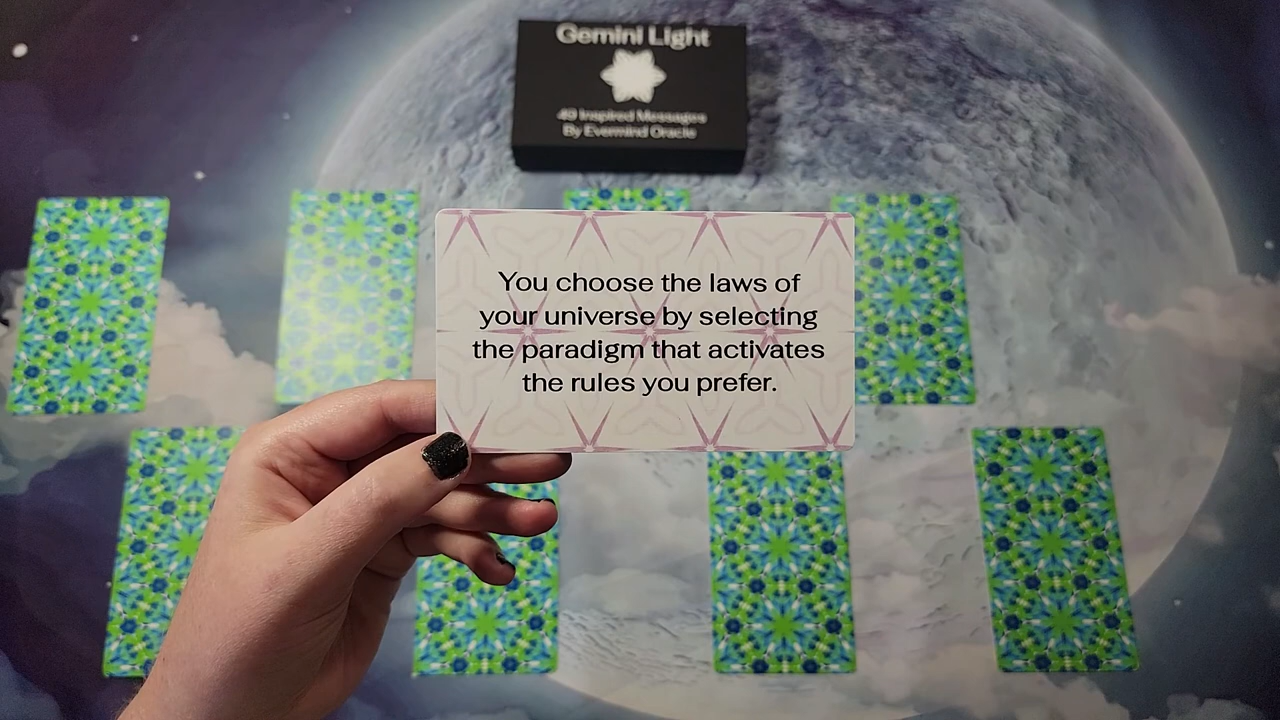 Gemini Light
49 Inspired Messages
By Evermind Oracle
You choose the laws of
your universe by selecting
the paradigm that activates
the rules you prefer.